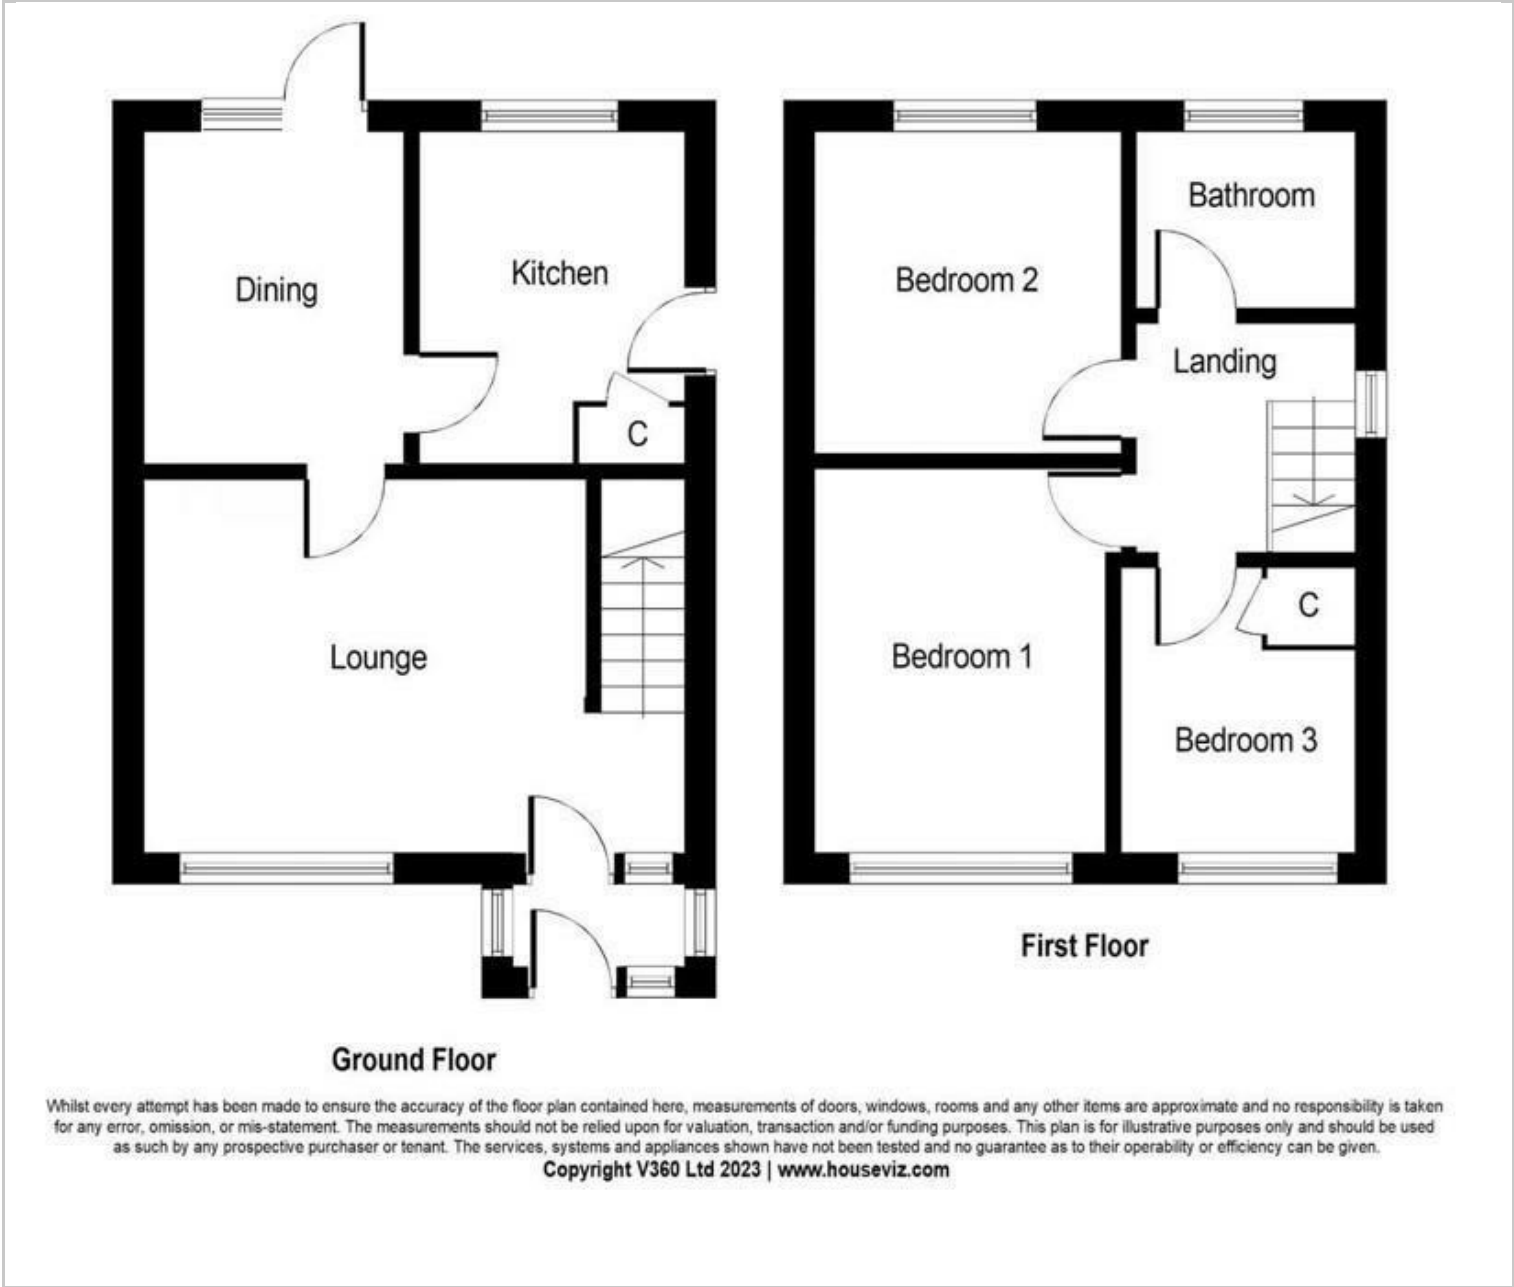 Dining
Kitchen
C
Lounge
Bedroom 2
Bathroom
Landing
Bedroom 1
C
Bedroom 3
First Floor
Ground Floor
Whilst every attempt has been made to ensure the accuracy of the floor plan contained here, measurements of doors, windows, rooms and any other items are approximate and no responsibility is taken
for any error, omission, or mis-statement. The measurements should not be relied upon for valuation, transaction and/or funding purposes. This plan is for illustrative purposes only and should be used
as such by any prospective purchaser or tenant. The services, systems and appliances shown have not been tested and no guarantee as to their operability or efficiency can be given.
Copyright V360 Ltd 2023 | www.houseviz.com